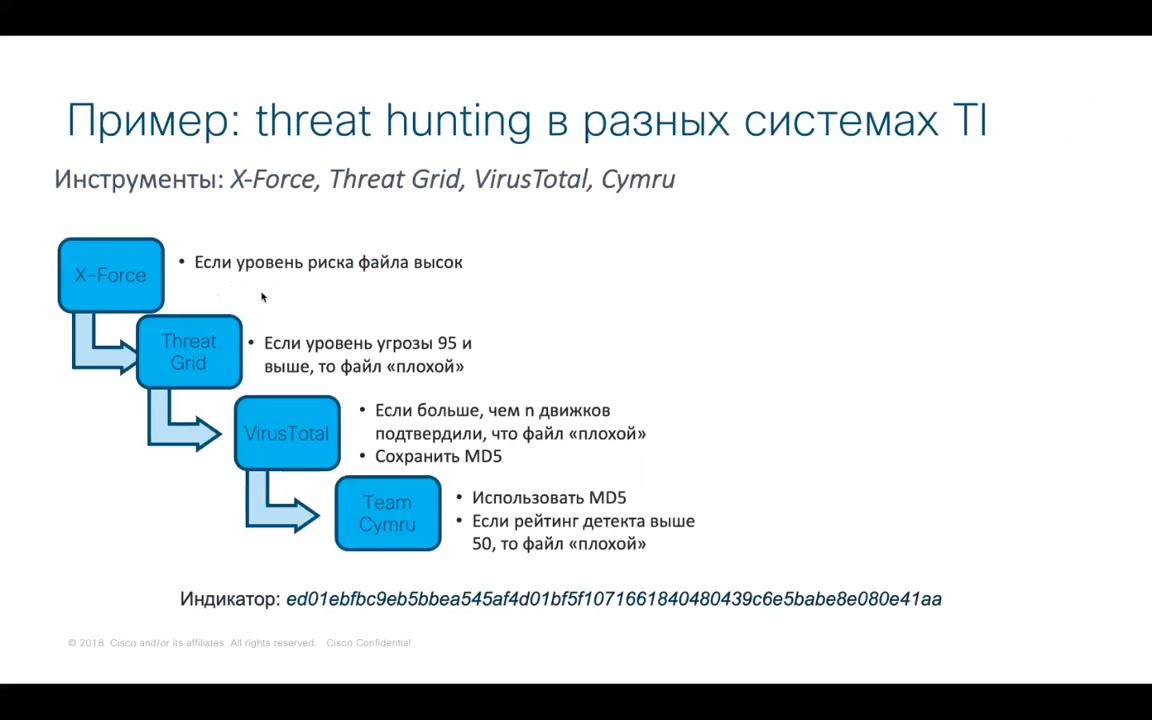 Пример: threat hunting в разных системах TI
Инструменты: X-Force, Threat Grid, VirusTotal, Cymru
X-Force
• Если уровень риска файла высок
Threat
Grid
• Если уровень угрозы 95 и
выше, то файл «плохой»
VirusTotal
• Если больше, чем n движков
подтвердили, что файл «плохой»
• Сохранить MD5
Team
Cymru
• Использовать MD5
• Если рейтинг детекта выше
50, то файл «плохой»
Индикатор: ed01ebfbc9eb5bbea545af4d01bf5f1071661840480439c6e5babe8e080e41aa
© 2018 Cisco and/or its affiliates. All rights reserved. Cisco Confidential